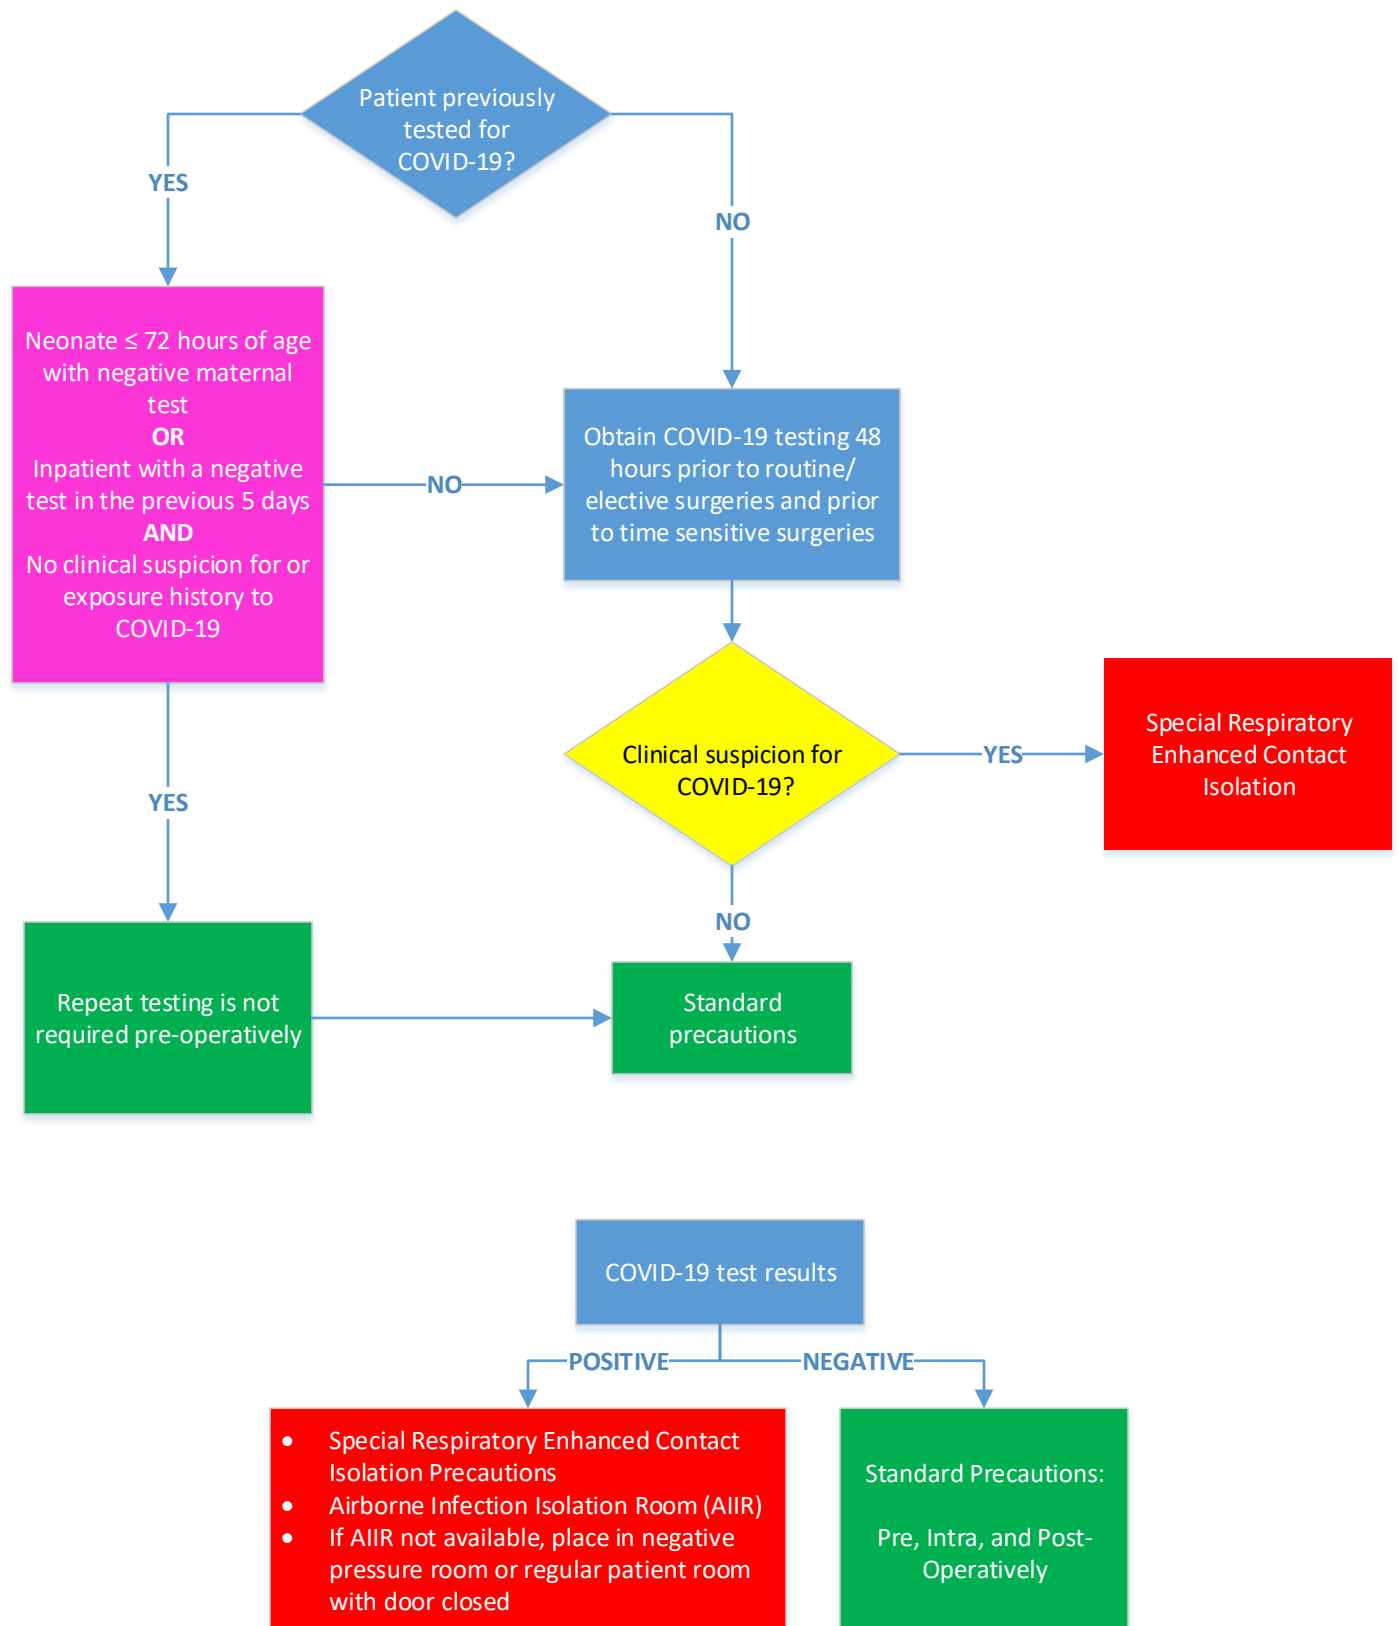 Patient previously
tested for
COVID-19?
YES
NO
Neonate ≤ 72 hours of age
with negative maternal
test
OR
Inpatient with a negative
test in the previous 5 days
AND
No clinical suspicion for or
exposure history to
COVID-19
NO
Obtain COVID-19 testing 48
hours prior to routine/
elective surgeries and prior
to time sensitive surgeries
Clinical suspicion for
COVID-19?
YES
Special Respiratory
Enhanced Contact
Isolation
YES
NO
Repeat testing is not
required pre-operatively
Standard
precautions
COVID-19 test results
POSITIVE
NEGATIVE
• Special Respiratory Enhanced Contact
Isolation Precautions
• Airborne Infection Isolation Room (AIIR)
• If AIIR not available, place in negative
pressure room or regular patient room
with door closed
Standard Precautions:
Pre, Intra, and Post-
Operatively